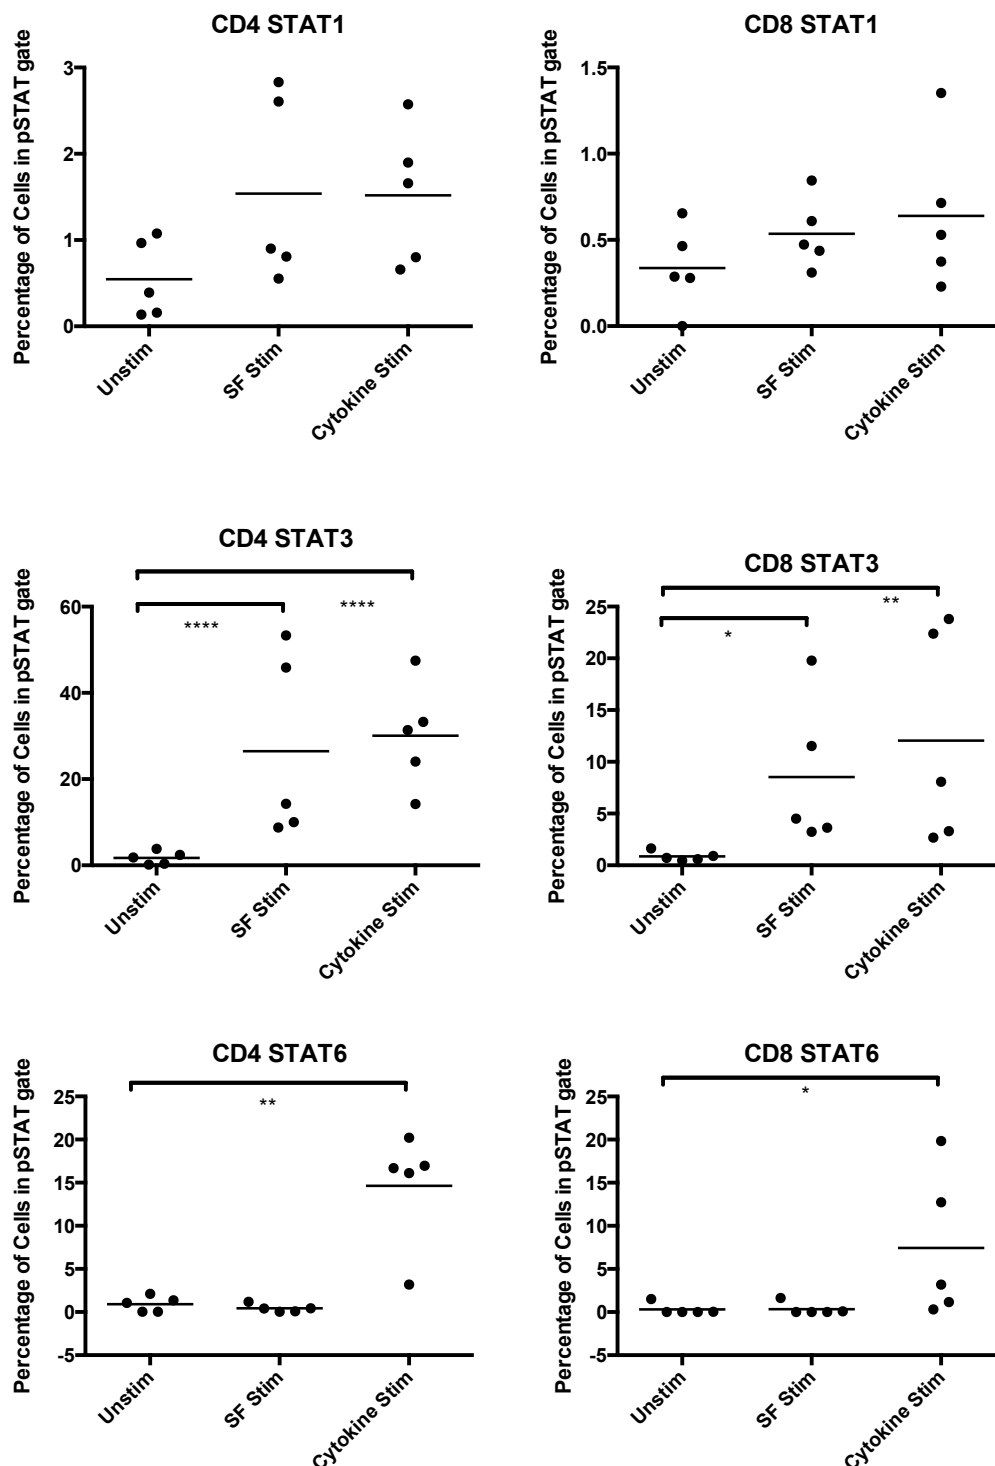 CD4 STAT1
Percentage of Cells in pSTAT gate
3
2
1
0
Unstim
SF Stim
Cytokine Stim
CD8 STAT1
Percentage of Cells in pSTAT gate
1.5
1.0
0.5
0.0
Unstim
SF Stim
Cytokine Stim
CD4 STAT3
****
****
Percentage of Cells in pSTAT gate
60
40
20
0
Unstim
SF Stim
Cytokine Stim
CD8 STAT3
**
*
Percentage of Cells in pSTAT gate
25
20
15
10
5
0
Unstim
SF Stim
Cytokine Stim
CD4 STAT6
**
Percentage of Cells in pSTAT gate
25
20
15
10
5
0
-5
Unstim
SF Stim
Cytokine Stim
CD8 STAT6
*
Percentage of Cells in pSTAT gate
25
20
15
10
5
0
-5
Unstim
SF Stim
Cytokine Stim